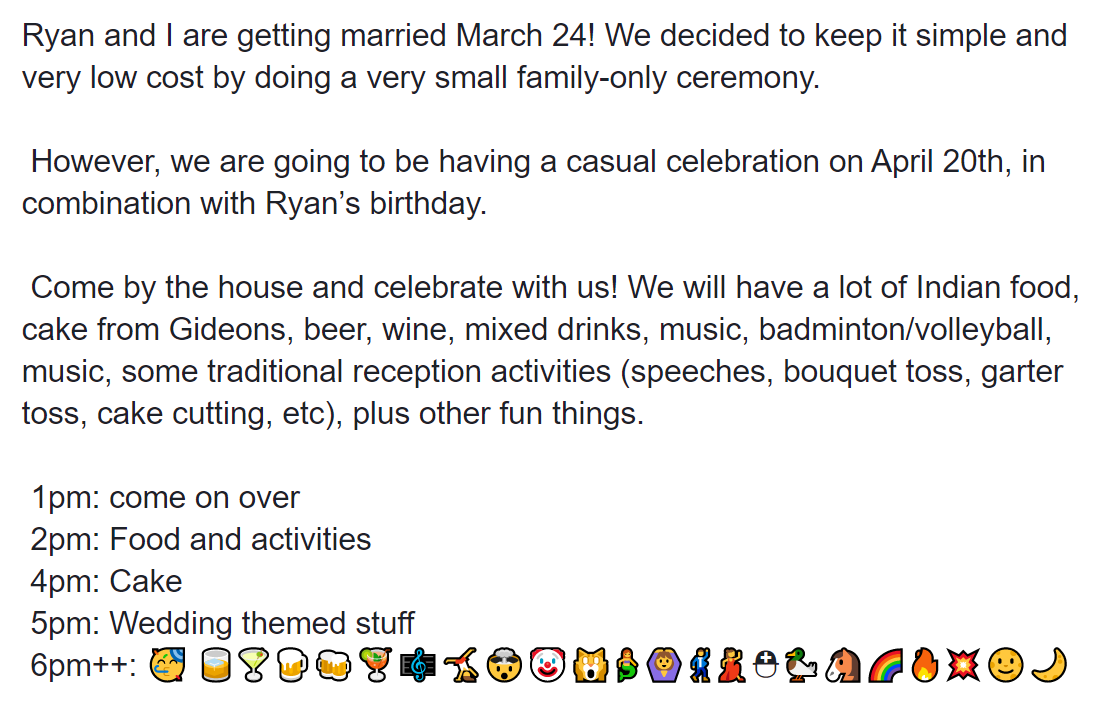 Ryan and I are getting married March 24! We decided to keep it simple and
very low cost by doing a very small family-only ceremony.
However, we are going to be having a casual celebration on April 20th, in
combination with Ryan’s birthday.
Come by the house and celebrate with us! We will have a lot of Indian food,
cake from Gideons, beer, wine, mixed drinks, music, badminton/volleyball,
music, some traditional reception activities (speeches, bouquet toss, garter
toss, cake cutting, etc), plus other fun things.
1pm: come on over
2pm: Food and activities
4pm: Cake
5pm: Wedding themed stuff
6pm++: 🥳 🥃🍸🍺🍻🍹🎼🤸🤯🤡🙀🧜🙆🕺💃⛑🦆🐴🌈🔥💥🙂🌙